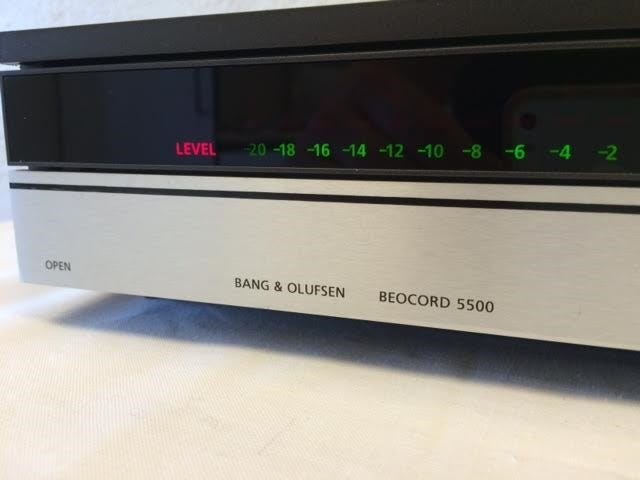 LEVEL -20 -18 -16 -14 -12 -10 -8 -6 -4 -2
OPEN
BANG & OLUFSEN BEOCORD 5500